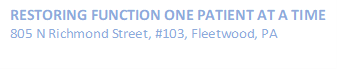 RESTORING FUNCTION ONE PATIENT AT A TIME
805 N Richmond Street, #103, Fleetwood, PA